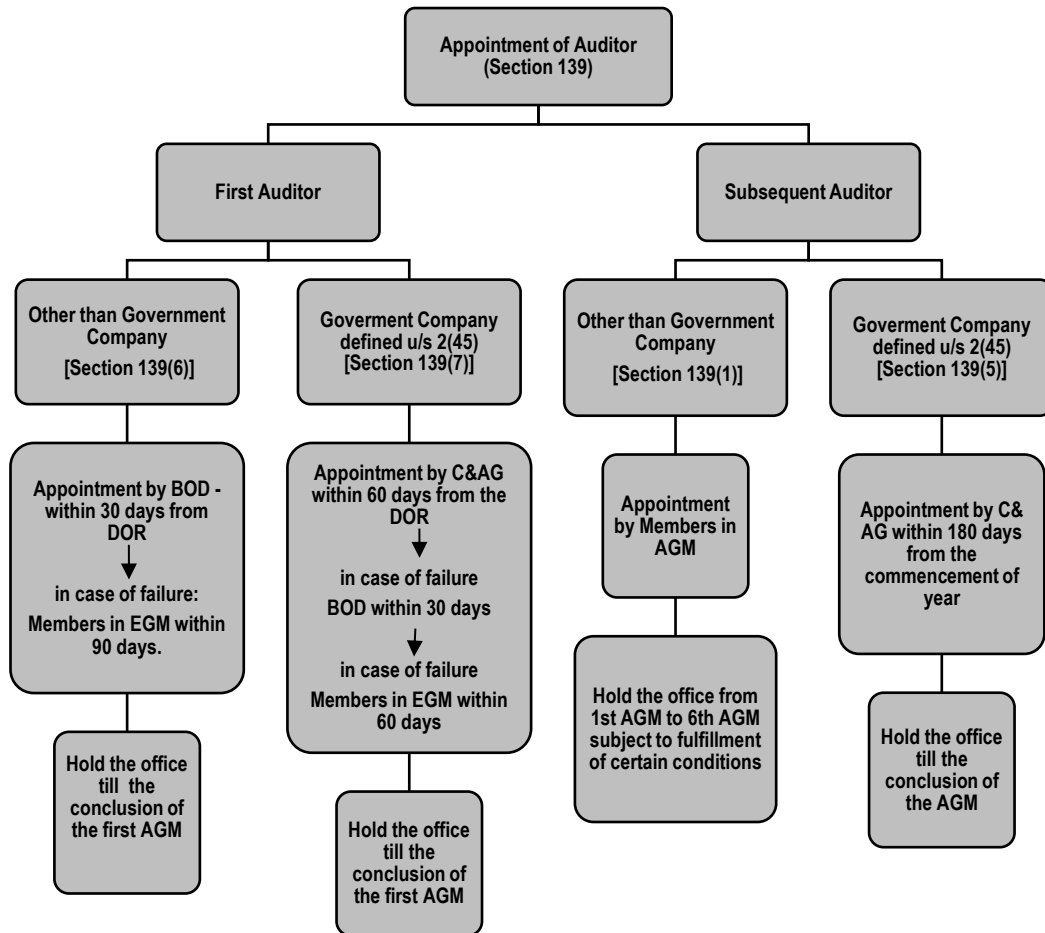 Appointment of Auditor
(Section 139)
First Auditor
Subsequent Auditor
Other than Government
Company
[Section 139(6)]
Goverment Company
defined u/s 2(45)
[Section 139(7)]
Other than Government
Company
[Section 139(1)]
Goverment Company
defined u/s 2(45)
[Section 139(5)]
Appointment by BOD -
within 30 days from
DOR
in case of failure:
Members in EGM within
90 days.
Appointment by C&AG
within 60 days from the
DOR
in case of failure
BOD within 30 days
in case of failure
Members in EGM within
60 days
Appointment
by Members in
AGM
Appointment by C&
AG within 180 days
from the
commencement of
year
Hold the office
till the
conclusion of
the first AGM
Hold the office
till the
conclusion of
the first AGM
Hold the office from
1st AGM to 6th AGM
subject to fulfillment
of certain conditions
Hold the office
till the
conclusion of
the AGM